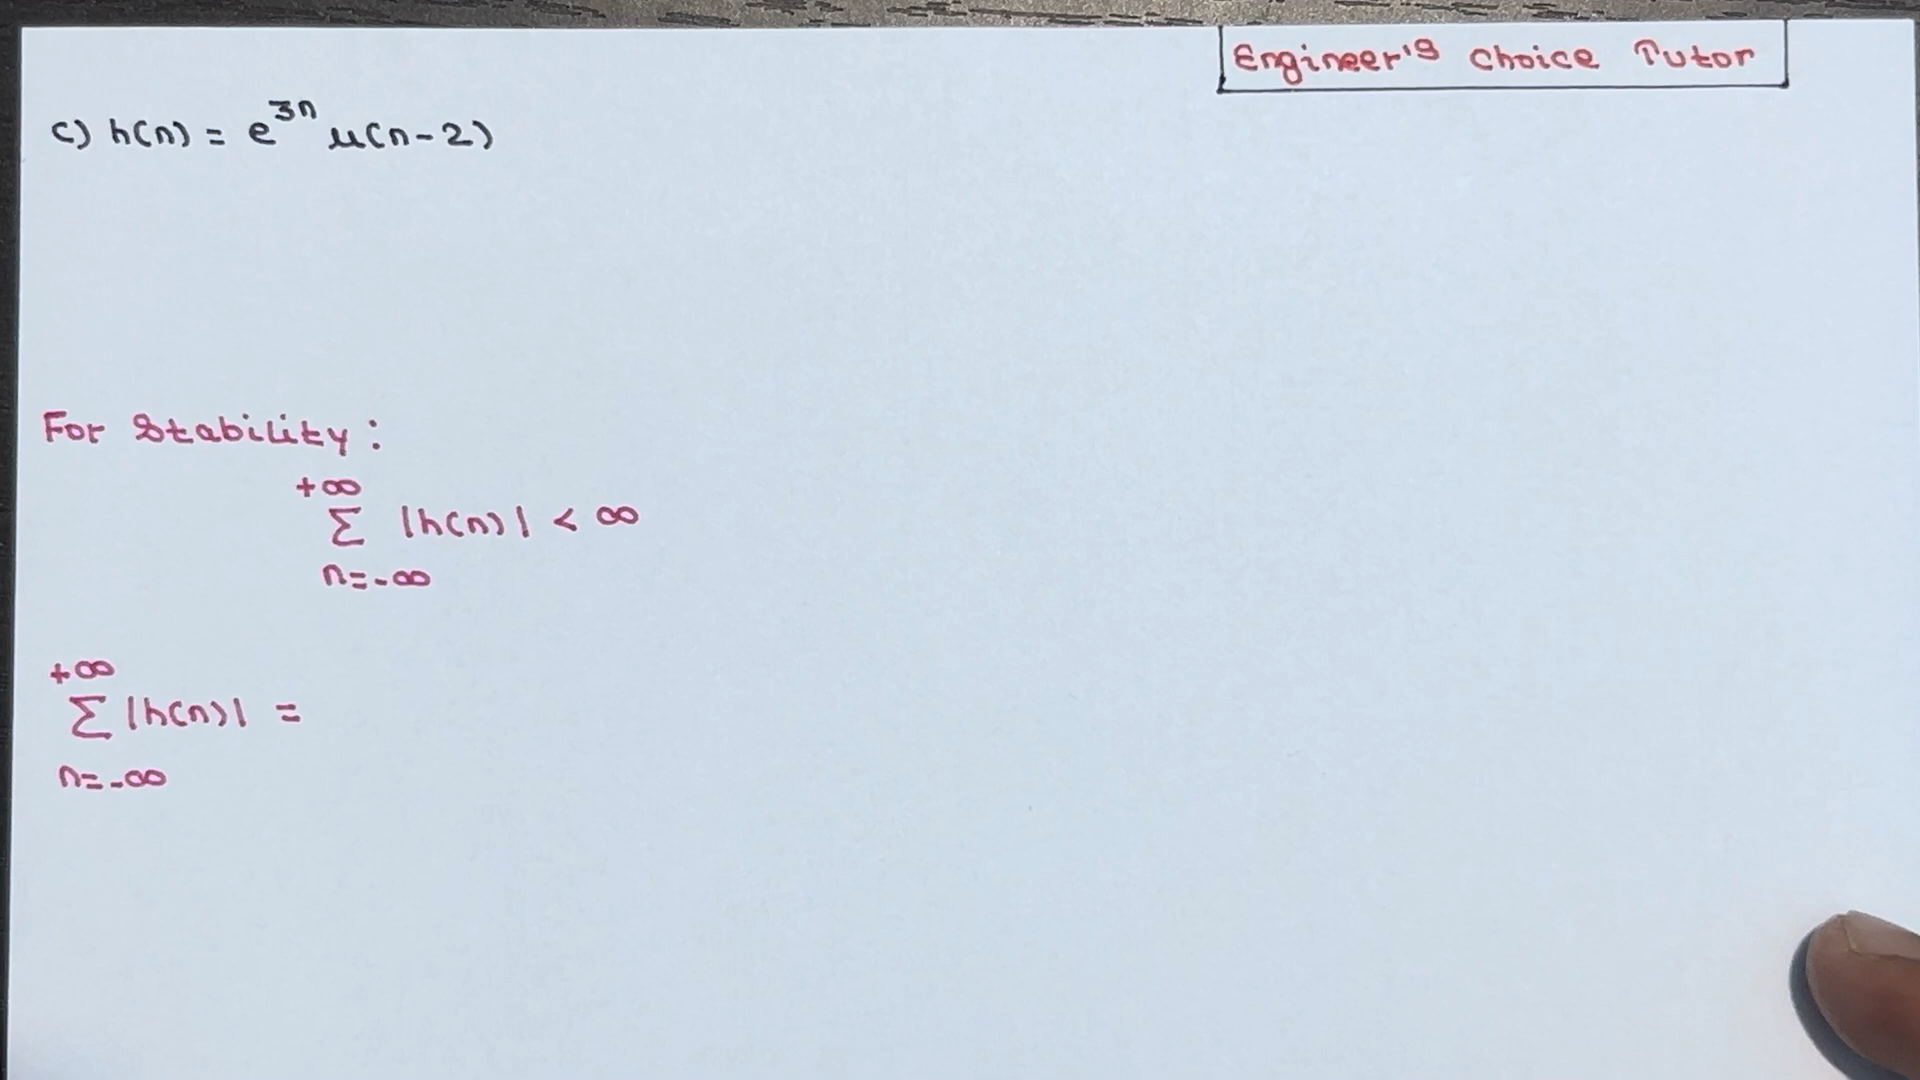 Engineer's Choice Tutor
c) h(n) = e^{3n} u(n-2)
For Stability :
+∞
Σ |h(n)| < ∞
n=-∞
+∞
Σ |h(n)| =
n=-∞